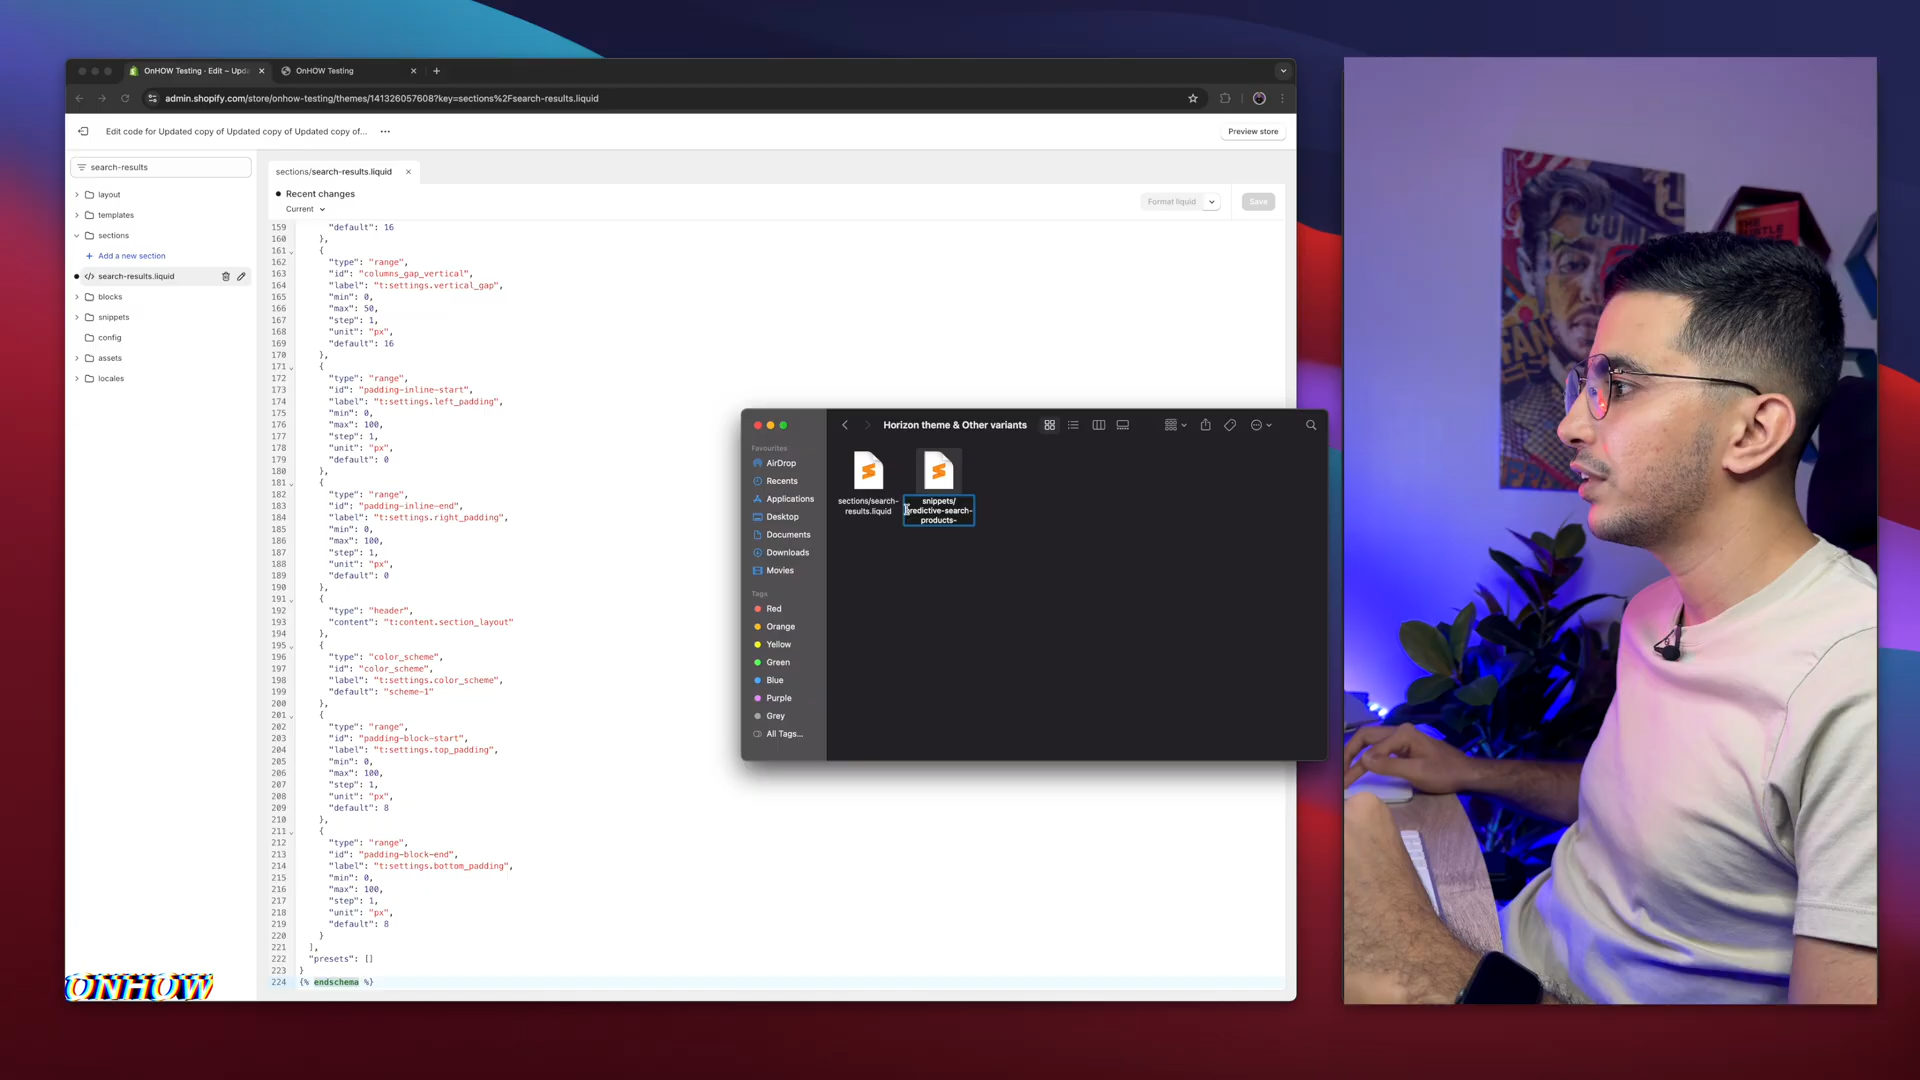 OnHOW Testing · Edit ~ Upda
OnHOW Testing
admin.shopify.com/store/onhow-testing/themes/141326057608?key=sections%2Fsearch-results.liquid
Edit code for Updated copy of Updated copy of Updated copy of...
Preview store
search-results
layout
templates
sections
Add a new section
search-results.liquid
blocks
snippets
config
assets
locales
sections/search-results.liquid
Recent changes
Current
Format liquid
Save
159 "default": 16
160 },
161 {
162 "type": "range",
163 "id": "columns_gap_vertical",
164 "label": "t:settings.vertical_gap",
165 "min": 0,
166 "max": 50,
167 "step": 1,
168 "unit": "px",
169 "default": 16
170 },
171 {
172 "type": "range",
173 "id": "padding-inline-start",
174 "label": "t:settings.left_padding",
175 "min": 0,
176 "max": 100,
177 "step": 1,
178 "unit": "px",
179 "default": 0
180 },
181 {
182 "type": "range",
183 "id": "padding-inline-end",
184 "label": "t:settings.right_padding",
185 "min": 0,
186 "max": 100,
187 "step": 1,
188 "unit": "px",
189 "default": 0
190 },
191 {
192 "type": "header",
193 "content": "t:content.section_layout"
194 },
195 {
196 "type": "color_scheme",
197 "id": "color_scheme",
198 "label": "t:settings.color_scheme",
199 "default": "scheme-1"
200 },
201 {
202 "type": "range",
203 "id": "padding-block-start",
204 "label": "t:settings.top_padding",
205 "min": 0,
206 "max": 100,
207 "step": 1,
208 "unit": "px",
209 "default": 8
210 },
211 {
212 "type": "range",
213 "id": "padding-block-end",
214 "label": "t:settings.bottom_padding",
215 "min": 0,
216 "max": 100,
217 "step": 1,
218 "unit": "px",
219 "default": 8
220 }
221 ],
222 "presets": []
223 }
224 {% endschema %}
Horizon theme & Other variants
Favourites
AirDrop
Recents
Applications
Desktop
Documents
Downloads
Movies
Tags
Red
Orange
Yellow
Green
Blue
Purple
Grey
All Tags...
sections/search-
results.liquid
snippets/
predictive-search-
products-
ONHOW
FAN
COM